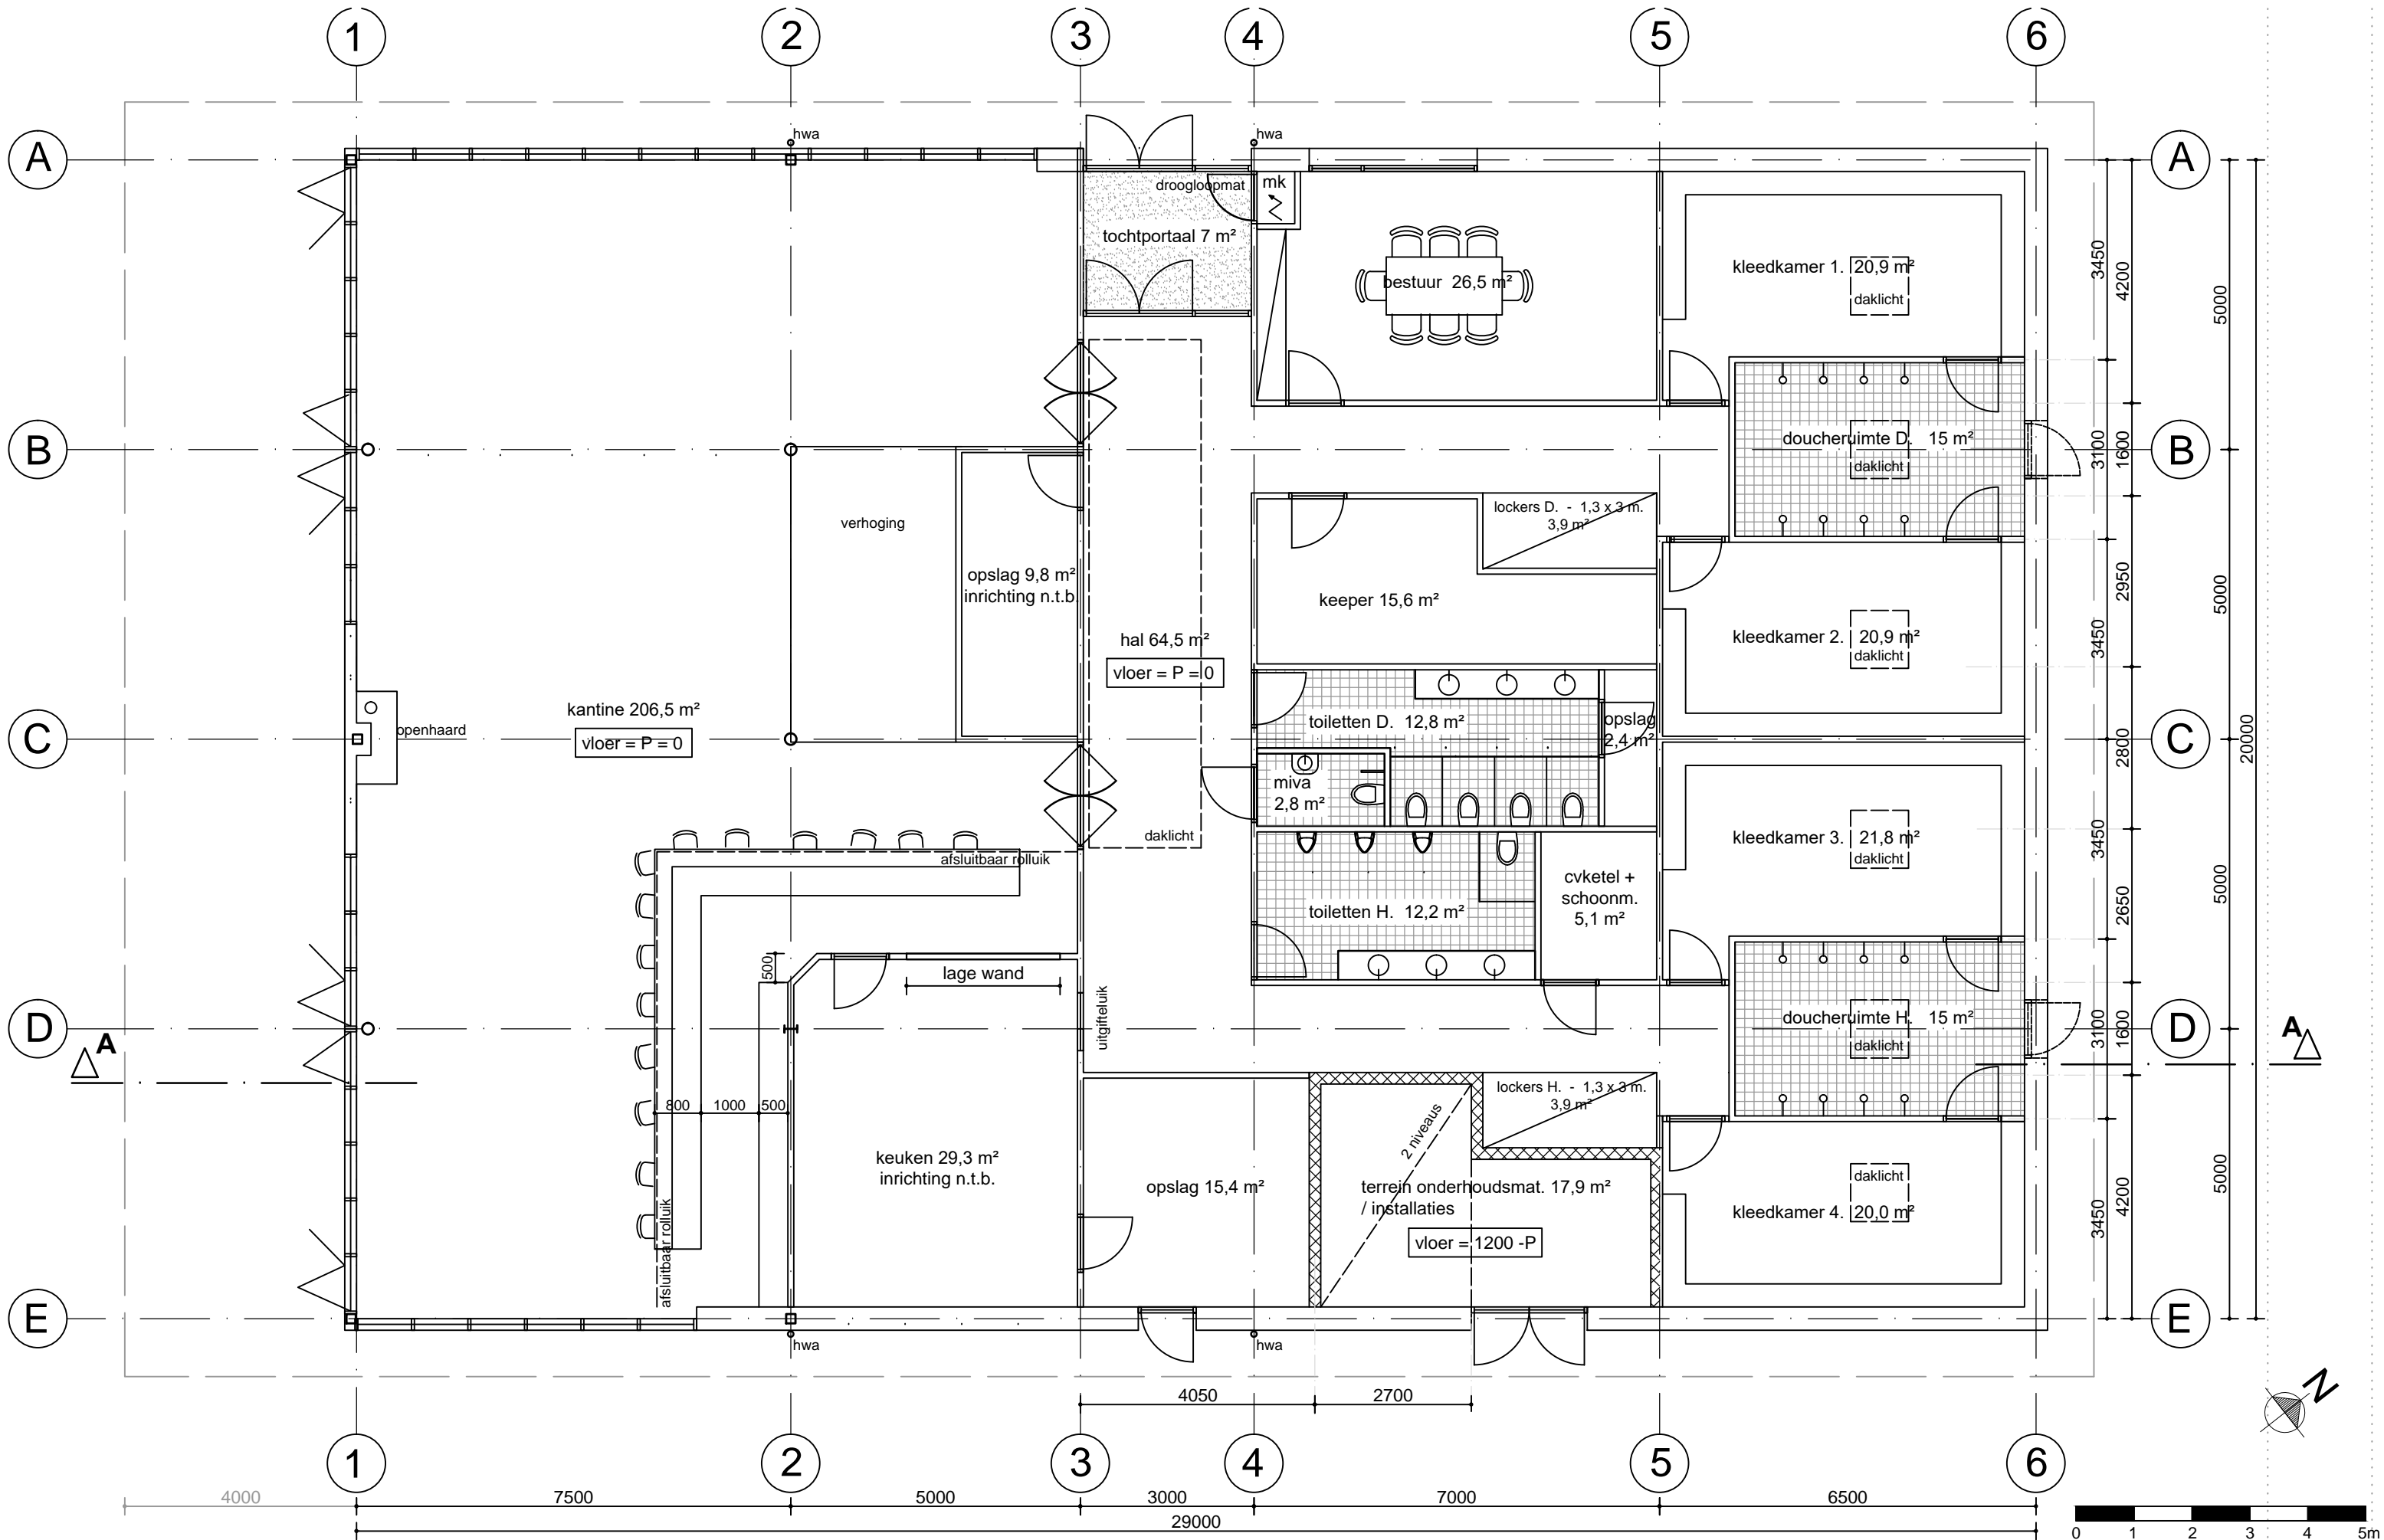 1 2 3 4 5 6
A A
hwa hwa
droogloopmat
mk
tochtportaal 7 m²
bestuur 26,5 m²
kleedkamer 1. 20,9 m²
daklicht
3450
4200
5000
B B
doucheruimte D. 15 m²
daklicht
3100
1600
verhoging
lockers D. - 1,3 x 3 m.
3,9 m²
opslag 9,8 m²
inrichting n.t.b.
keeper 15,6 m²
hal 64,5 m²
vloer = P = 0
kleedkamer 2. 20,9 m²
daklicht
2950
3450
5000
kantine 206,5 m²
vloer = P = 0
openhaard
toiletten D. 12,8 m²
opslag
2,4 m²
C C
2800
20000
miva
2,8 m²
daklicht
afsluitbaar rolluik
kleedkamer 3. 21,8 m²
daklicht
3450
2650
5000
cvketel +
schoonm.
5,1 m²
toiletten H. 12,2 m²
500
lage wand
uitgifteluik
D D
A A
doucheruimte H. 15 m²
daklicht
3100
1600
800 1000 500
2 niveaus
lockers H. - 1,3 x 3 m.
3,9 m²
keuken 29,3 m²
inrichting n.t.b.
opslag 15,4 m²
terrein onderhoudsmat. 17,9 m²
/ installaties
vloer = 1200 -P
daklicht
kleedkamer 4. 20,0 m²
3450
4200
5000
afsluitbaar rolluik
E E
hwa hwa
N
4050 2700
1 2 3 4 5 6
4000 7500 5000 3000 7000 6500
29000
0 1 2 3 4 5m